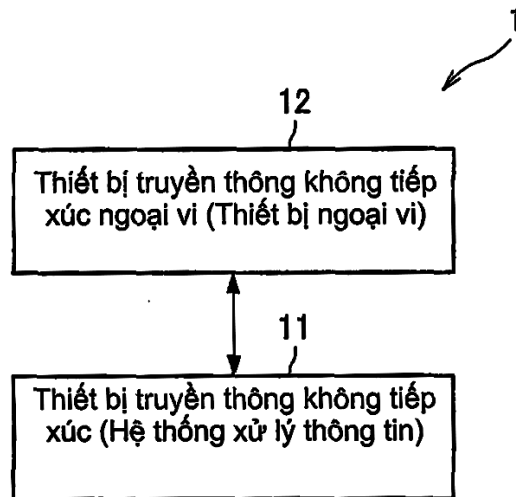 1
12
Thiết bị truyền thông không tiếp
xúc ngoại vi (Thiết bị ngoại vi)
11
Thiết bị truyền thông không tiếp
xúc (Hệ thống xử lý thông tin)